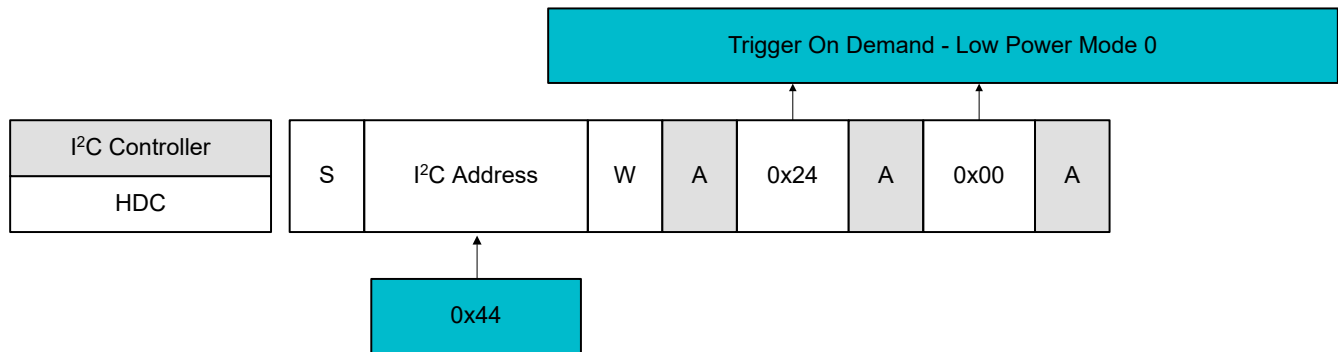 Trigger On Demand - Low Power Mode 0
I²C Controller
HDC
S
I²C Address
W
A
0x24
A
0x00
A
0x44